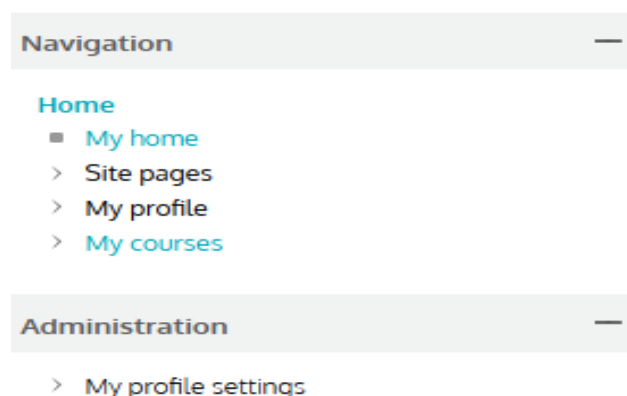 Navigation
Home
My home
Site pages
My profile
My courses
Administration
My profile settings